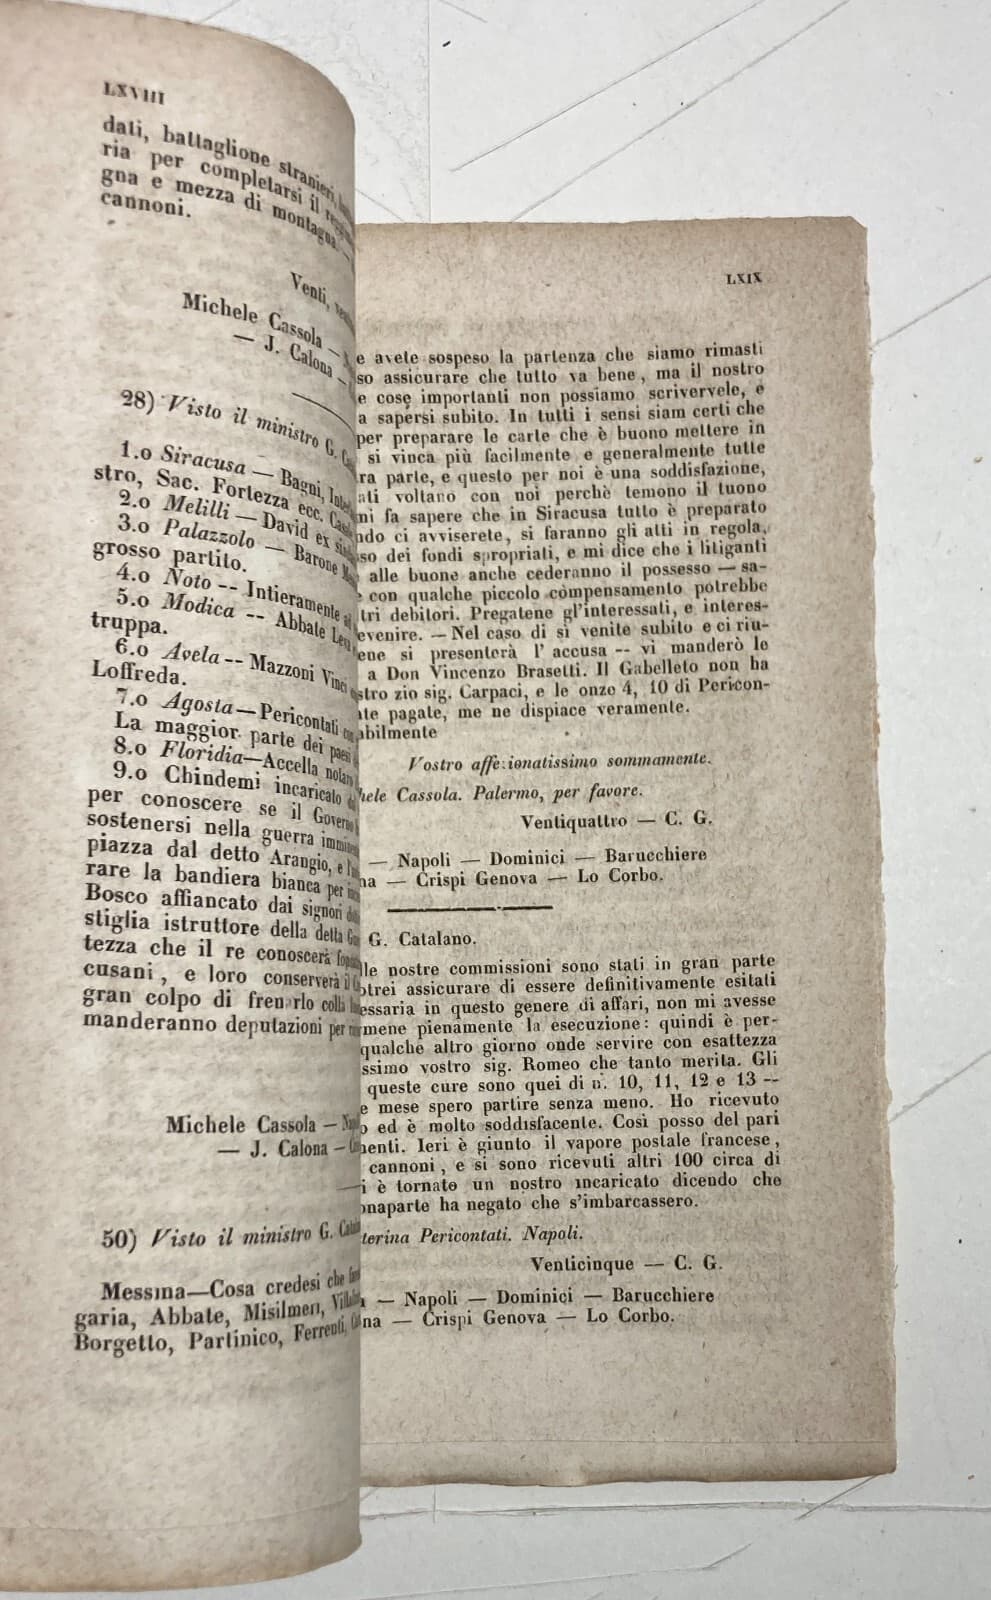 LXVIII
dati, battaglione stranieri,
ria per completarsi il
gna e mezza di montagna. —
cannoni.
Venti,
Michele Cassola —
— J. Calona —
28) Visto il ministro G.
1.o Siracusa — Bagni,
stro, Sac. Fortezza ecc.
2.o Melilli — David ex
3.o Palazzolo — Barone
grosso partito.
4.o Noto -- Intieramente
5.o Modica -- Abbate Leva
truppa.
6.o Avela -- Mazzoni Vinci
Loffreda.
7.o Agosta — Pericontati
La maggior parte dei paesi
8.o Floridia—Accella notaro
9.o Chindemi incaricato
per conoscere se il Governo
sostenersi nella guerra
piazza dal detto Arangio, e
rare la bandiera bianca per
Bosco affiancato dai signori
stiglia istruttore della detta
tezza che il re conoscerà
cusani, e loro conserverà il
gran colpo di frenarlo colla
manderanno deputazioni per
Michele Cassola —
— J. Calona —
50) Visto il ministro G.
Messina—Cosa credesi che
garia, Abbate, Misilmeri,
Borgetto, Partinico, Ferrenti,
LXIX
e avete sospeso la partenza che siamo rimasti
so assicurare che tutto va bene, ma il nostro
e cose importanti non possiamo scrivervele, e
a sapersi subito. In tutti i sensi siam certi che
per preparare le carte che è buono mettere in
si vinca più facilmente e generalmente tutte
ra parte, e questo per noi è una soddisfazione,
ati voltano con noi perchè temono il tuono
ni fa sapere che in Siracusa tutto è preparato
ndo ci avviserete, si faranno gli atti in regola,
so dei fondi spropriati, e mi dice che i litiganti
alle buone anche cederanno il possesso — sa-
e con qualche piccolo compensamento potrebbe
tri debitori. Pregatene gl'interessati, e interes-
evenire. — Nel caso di sì venite subito e ci riu-
ene si presenterà l'accusa -- vi manderò le
a Don Vincenzo Brasetti. Il Gabelleto non ha
stro zio sig. Carpaci, e le onze 4, 10 di Pericon-
te pagate, me ne dispiace veramente.
abilmente
Vostro affezionatissimo sommamente.
hele Cassola. Palermo, per favore.
Ventiquattro — C. G.
— Napoli — Dominici — Barucchiere
na — Crispi Genova — Lo Corbo.
G. Catalano.
lle nostre commissioni sono stati in gran parte
otrei assicurare di essere definitivamente esitati
essaria in questo genere di affari, non mi avesse
rmene pienamente la esecuzione: quindi è per-
qualche altro giorno onde servire con esattezza
ssimo vostro sig. Romeo che tanto merita. Gli
queste cure sono quei di n. 10, 11, 12 e 13 --
e mese spero partire senza meno. Ho ricevuto
o ed è molto soddisfacente. Così posso del pari
menti. Ieri è giunto il vapore postale francese,
cannoni, e si sono ricevuti altri 100 circa di
i è tornato un nostro incaricato dicendo che
onaparte ha negato che s'imbarcassero.
terina Pericontati. Napoli.
Venticinque — C. G.
a — Napoli — Dominici — Barucchiere
na — Crispi Genova — Lo Corbo.